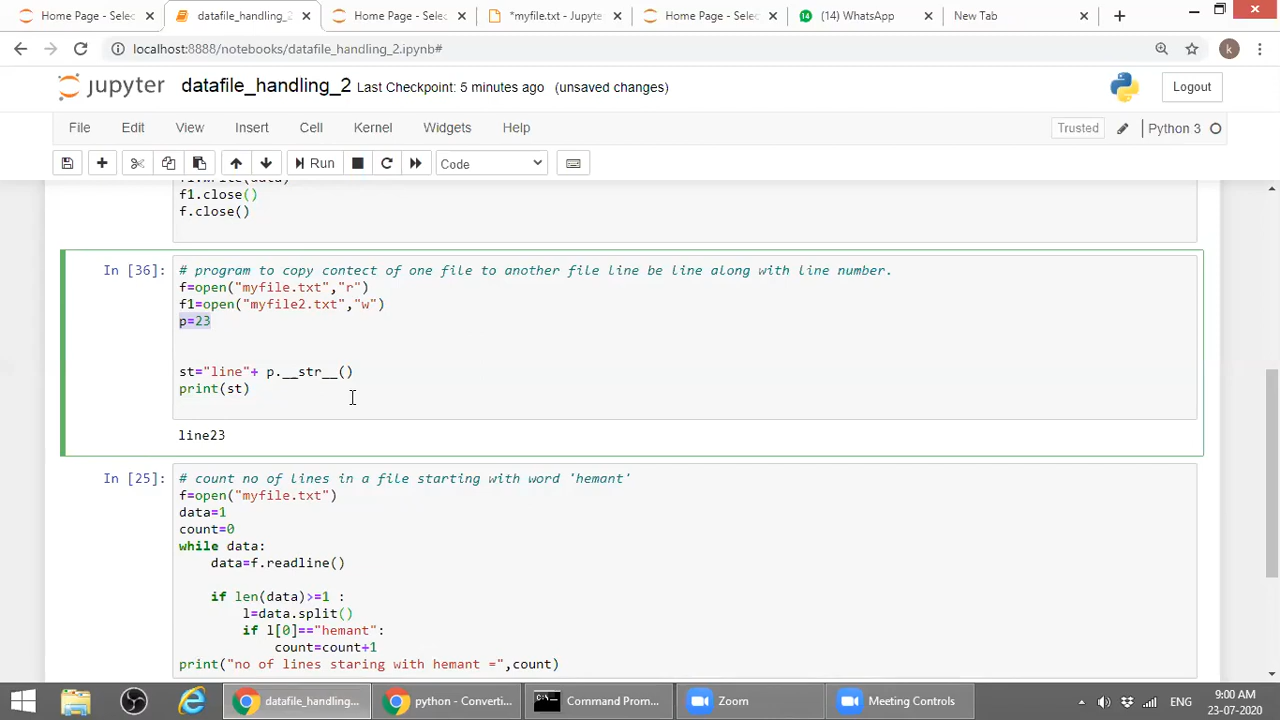 Home Page - Selec
datafile_handling_2
Home Page - Selec
*myfile.txt - Jupyte
Home Page - Selec
(14) WhatsApp
New Tab
localhost:8888/notebooks/datafile_handling_2.ipynb#
k
jupyter datafile_handling_2 Last Checkpoint: 5 minutes ago (unsaved changes)
Logout
File Edit View Insert Cell Kernel Widgets Help
Trusted
Python 3
Run
Code
f1.write(data)
f1.close()
f.close()
In [36]:
# program to copy contect of one file to another file line be line along with line number.
f=open("myfile.txt","r")
f1=open("myfile2.txt","w")
p=23
st="line"+ p.__str__()
print(st)
line23
In [25]:
# count no of lines in a file starting with word 'hemant'
f=open("myfile.txt")
data=1
count=0
while data:
data=f.readline()
if len(data)>=1 :
l=data.split()
if l[0]=="hemant":
count=count+1
print("no of lines staring with hemant =",count)
datafile_handling...
python - Converti...
Command Prom...
Zoom
Meeting Controls
ENG
9:00 AM
23-07-2020